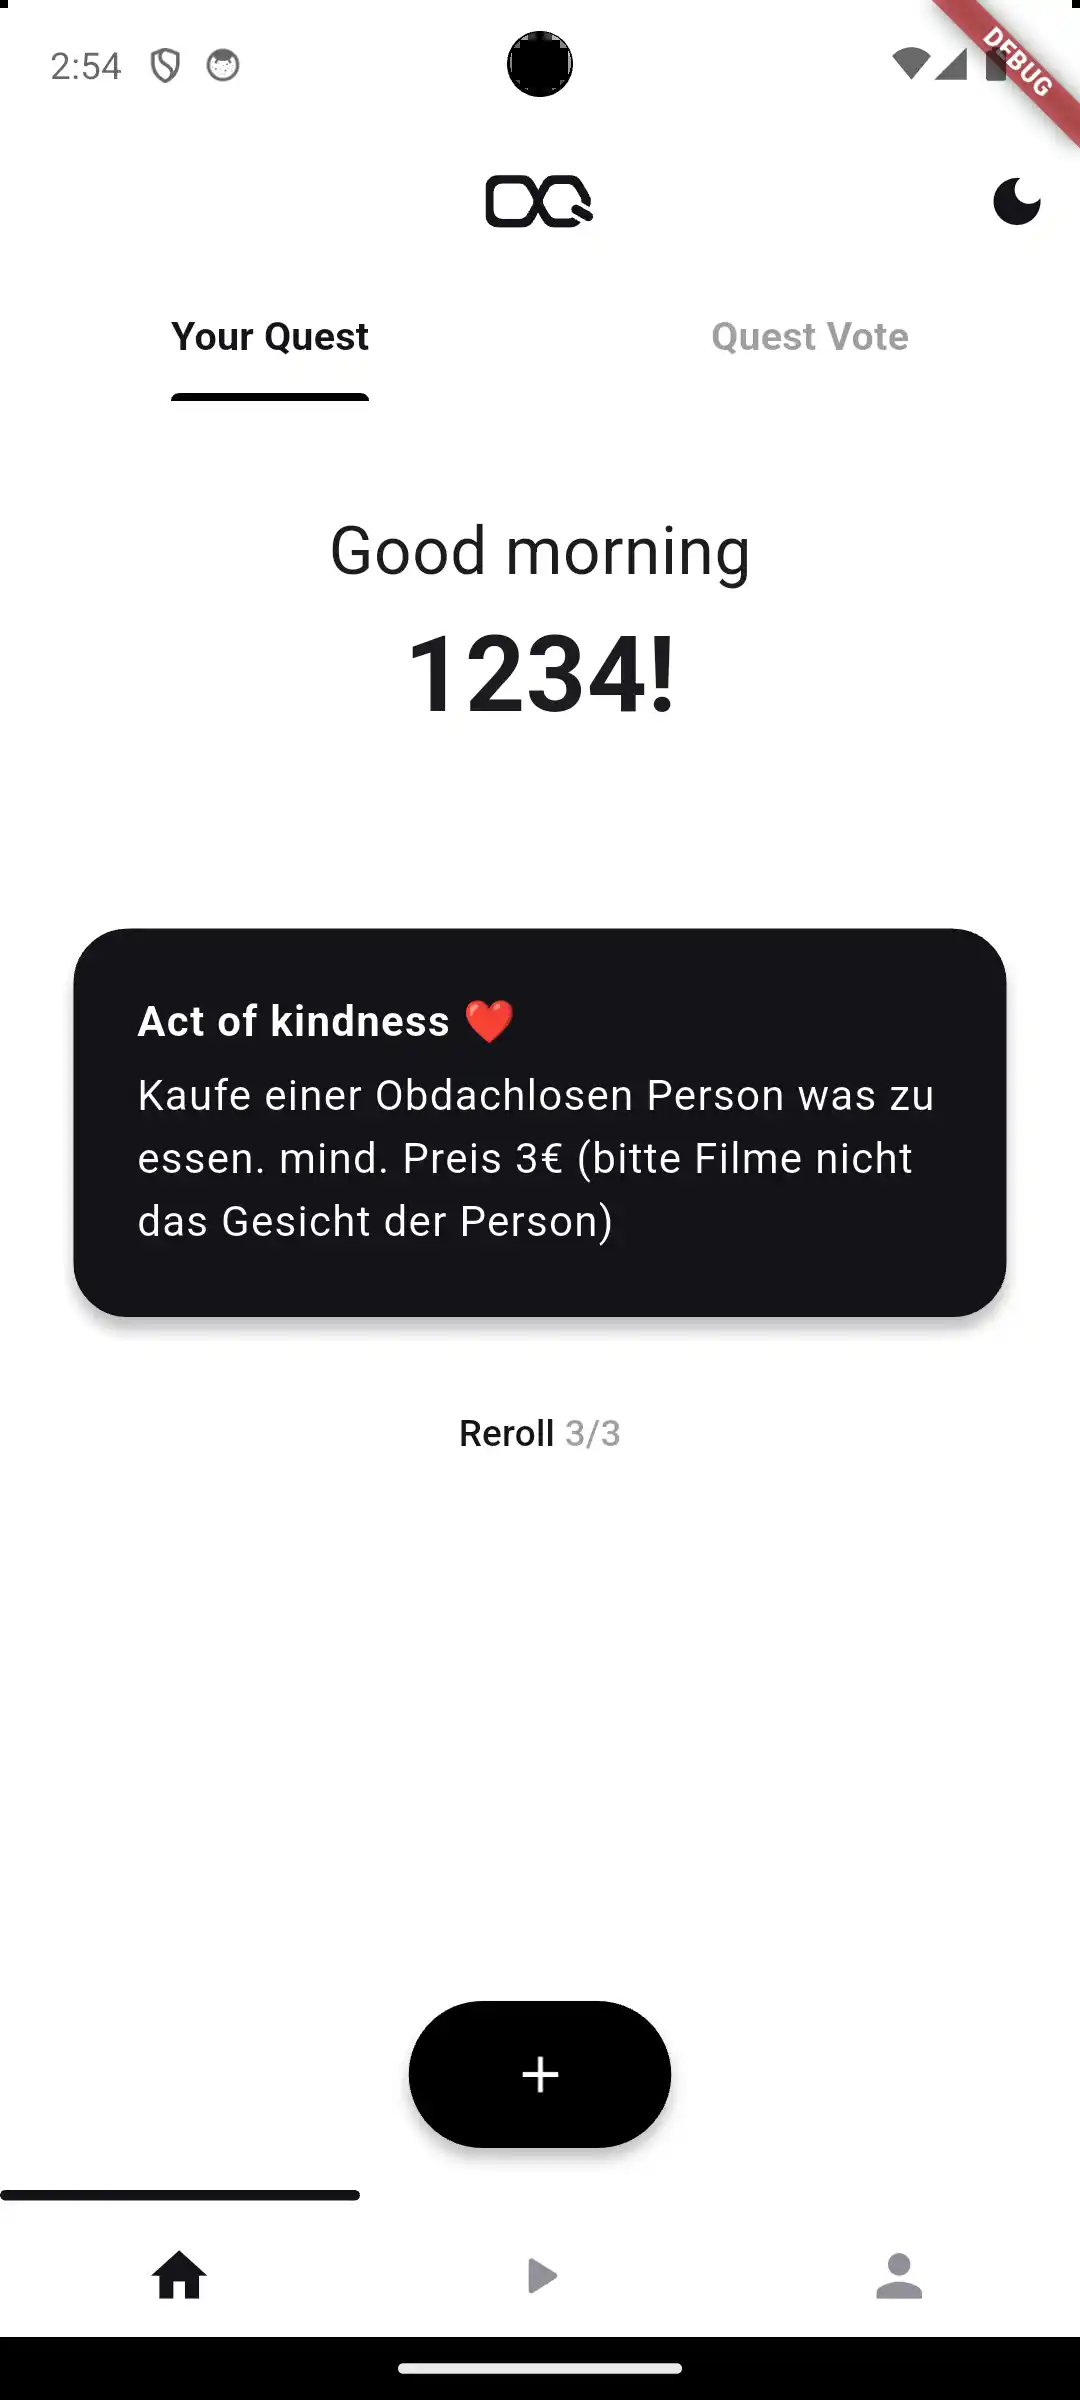 2:54
DEBUG
Your Quest
Quest Vote
Good morning
1234!
Act of kindness ❤️
Kaufe einer Obdachlosen Person was zu
essen. mind. Preis 3€ (bitte Filme nicht
das Gesicht der Person)
Reroll 3/3